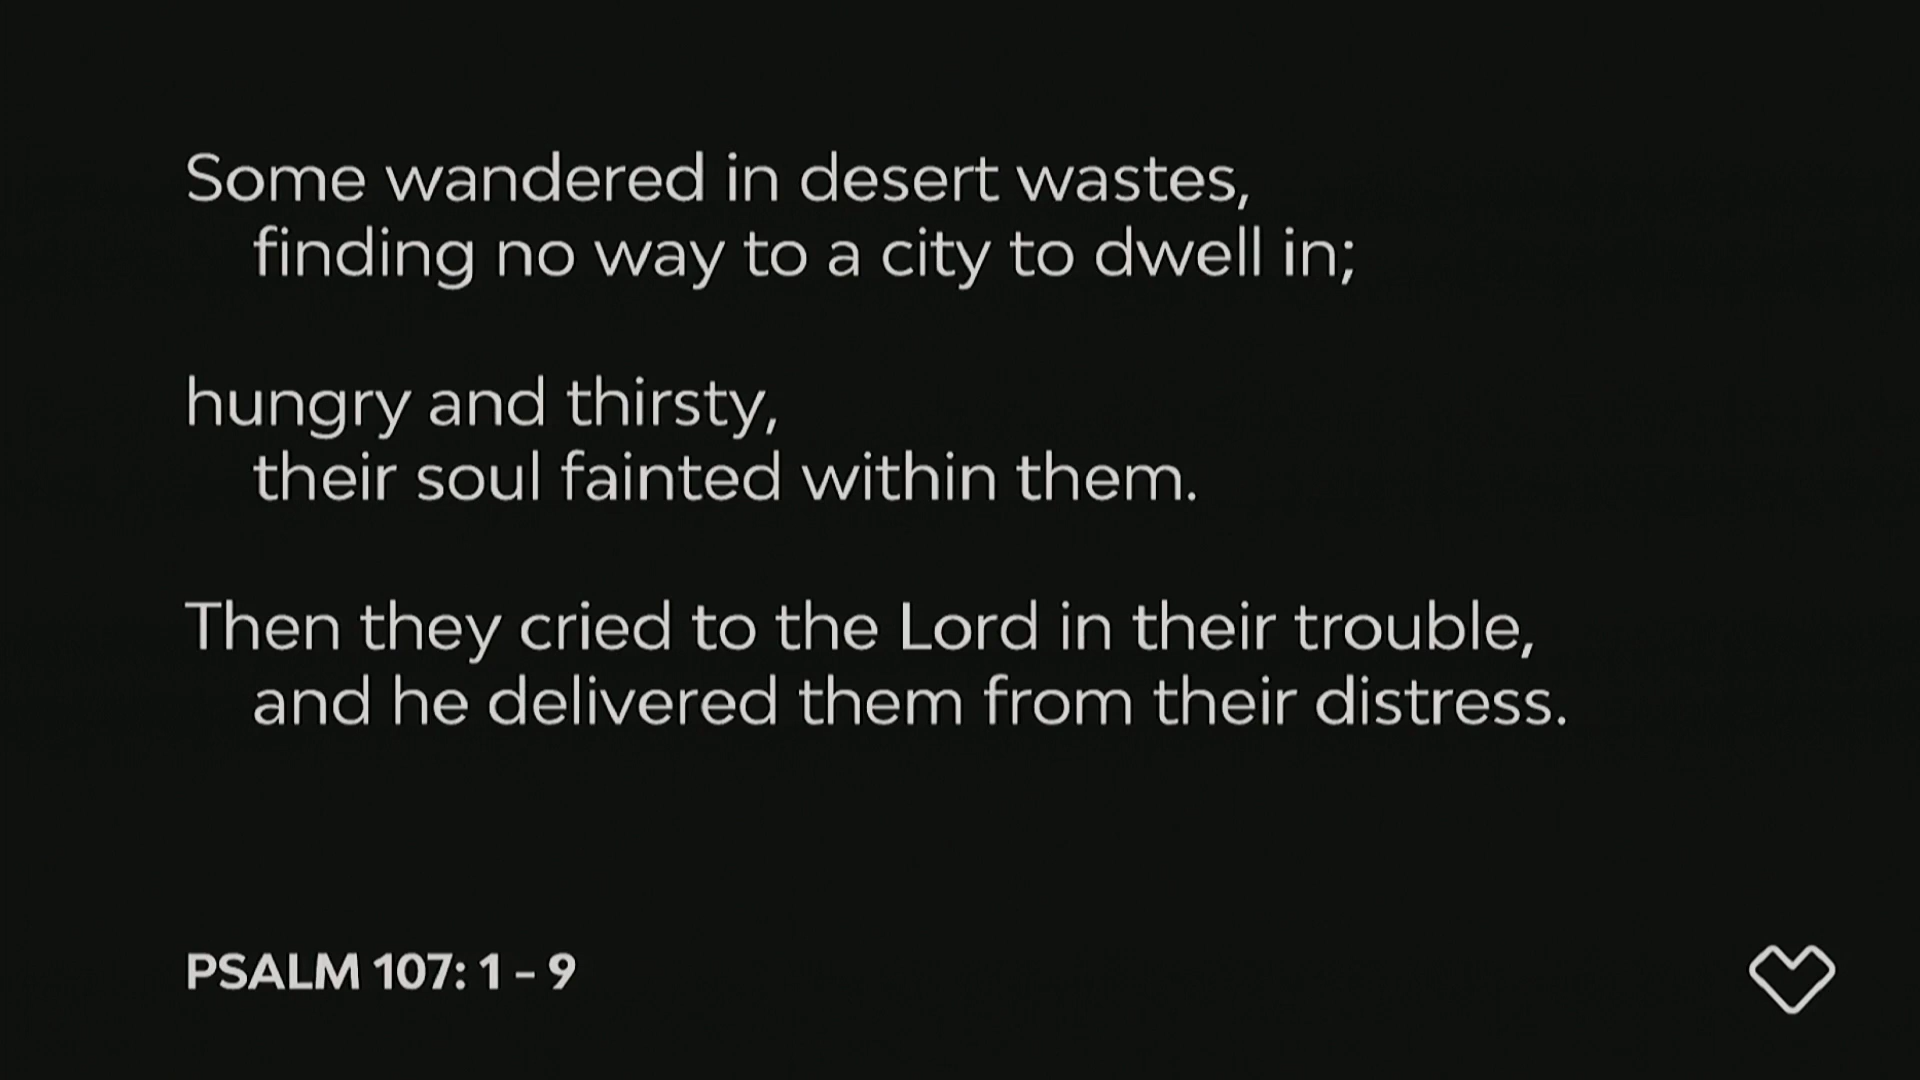 Some wandered in desert wastes,
finding no way to a city to dwell in;
hungry and thirsty,
their soul fainted within them.
Then they cried to the Lord in their trouble,
and he delivered them from their distress.
PSALM 107: 1 – 9